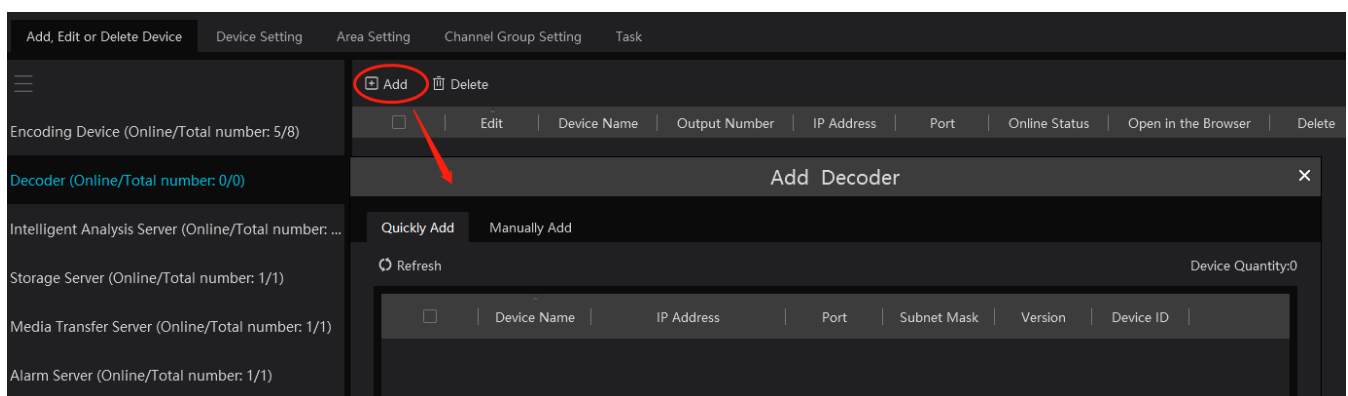 Add, Edit or Delete Device Device Setting Area Setting Channel Group Setting Task
Add Delete
Edit Device Name Output Number IP Address Port Online Status Open in the Browser Delete
Encoding Device (Online/Total number: 5/8)
Decoder (Online/Total number: 0/0)
Intelligent Analysis Server (Online/Total number: ...
Storage Server (Online/Total number: 1/1)
Media Transfer Server (Online/Total number: 1/1)
Alarm Server (Online/Total number: 1/1)
Add Decoder
Quickly Add Manually Add
Refresh Device Quantity:0
Device Name IP Address Port Subnet Mask Version Device ID